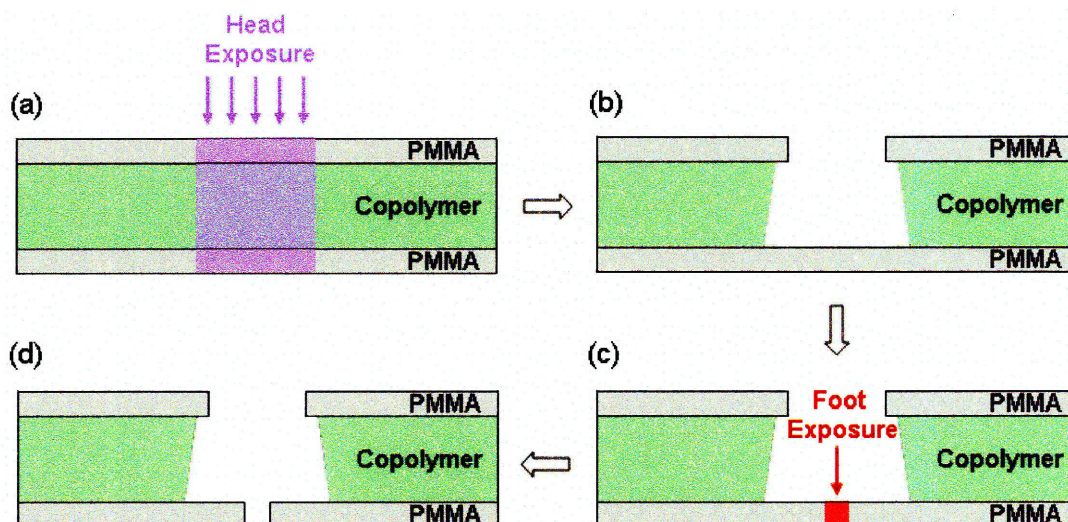 Head
Exposure
(a)
PMMA
Copolymer
PMMA
(b)
PMMA
Copolymer
PMMA
(d)
PMMA
Copolymer
PMMA
(c)
Foot
Exposure
PMMA
Copolymer
PMMA